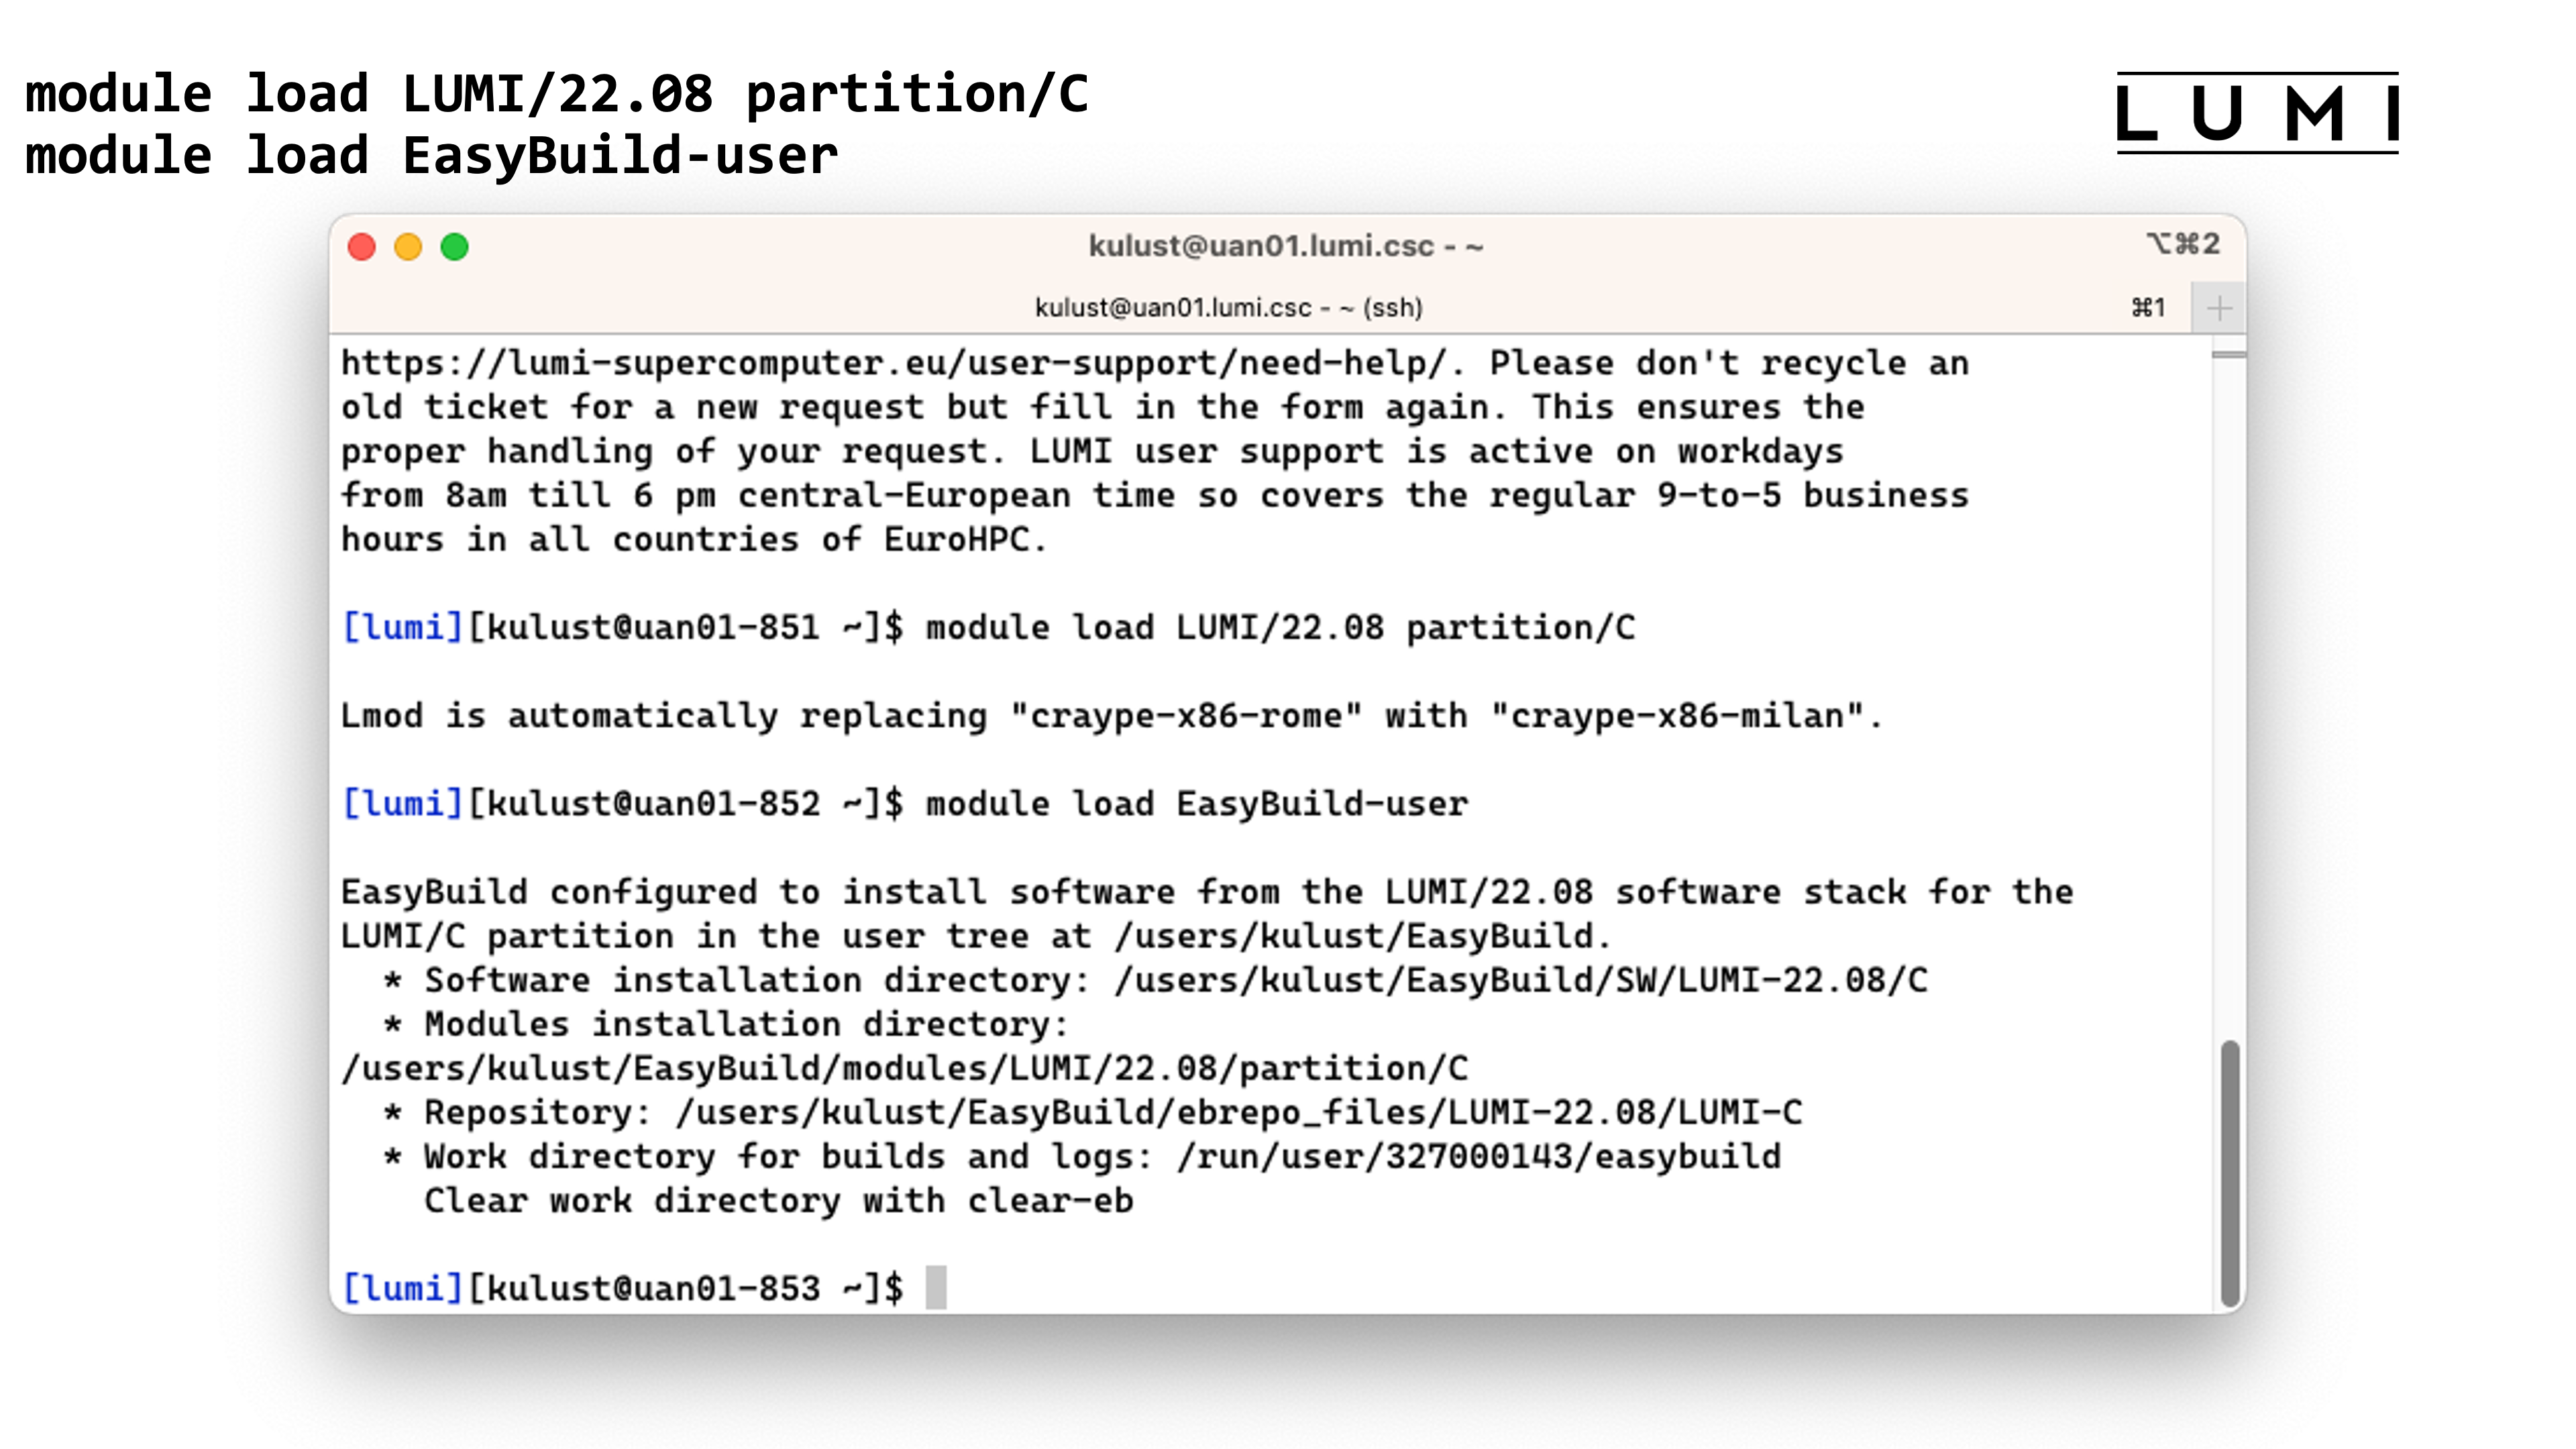 module load LUMI/22.08 partition/C
module load EasyBuild-user
LUMI
kulust@uan01.lumi.csc - ~
⌥⌘2
kulust@uan01.lumi.csc - ~ (ssh)
⌘1
https://lumi-supercomputer.eu/user-support/need-help/. Please don't recycle an
old ticket for a new request but fill in the form again. This ensures the
proper handling of your request. LUMI user support is active on workdays
from 8am till 6 pm central-European time so covers the regular 9-to-5 business
hours in all countries of EuroHPC.
[lumi][kulust@uan01-851 ~]$ module load LUMI/22.08 partition/C
Lmod is automatically replacing "craype-x86-rome" with "craype-x86-milan".
[lumi][kulust@uan01-852 ~]$ module load EasyBuild-user
EasyBuild configured to install software from the LUMI/22.08 software stack for the
LUMI/C partition in the user tree at /users/kulust/EasyBuild.
* Software installation directory: /users/kulust/EasyBuild/SW/LUMI-22.08/C
* Modules installation directory:
/users/kulust/EasyBuild/modules/LUMI/22.08/partition/C
* Repository: /users/kulust/EasyBuild/ebrepo_files/LUMI-22.08/LUMI-C
* Work directory for builds and logs: /run/user/327000143/easybuild
Clear work directory with clear-eb
[lumi][kulust@uan01-853 ~]$